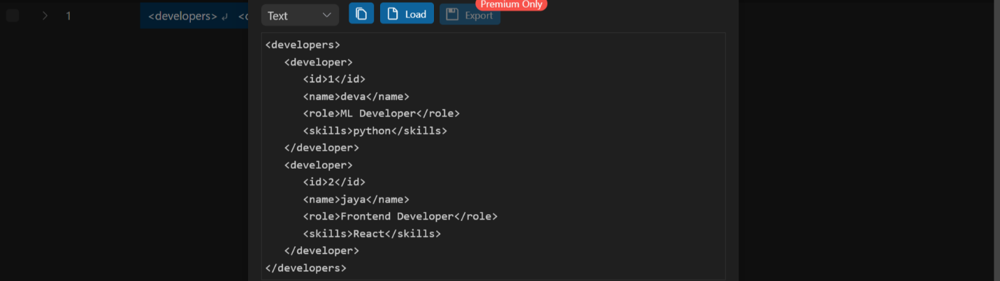 Premium Only
Text Load Export
1 <developers> ↲ <
<developers>
   <developer>
      <id>1</id>
      <name>deva</name>
      <role>ML Developer</role>
      <skills>python</skills>
   </developer>
   <developer>
      <id>2</id>
      <name>jaya</name>
      <role>Frontend Developer</role>
      <skills>React</skills>
   </developer>
</developers>